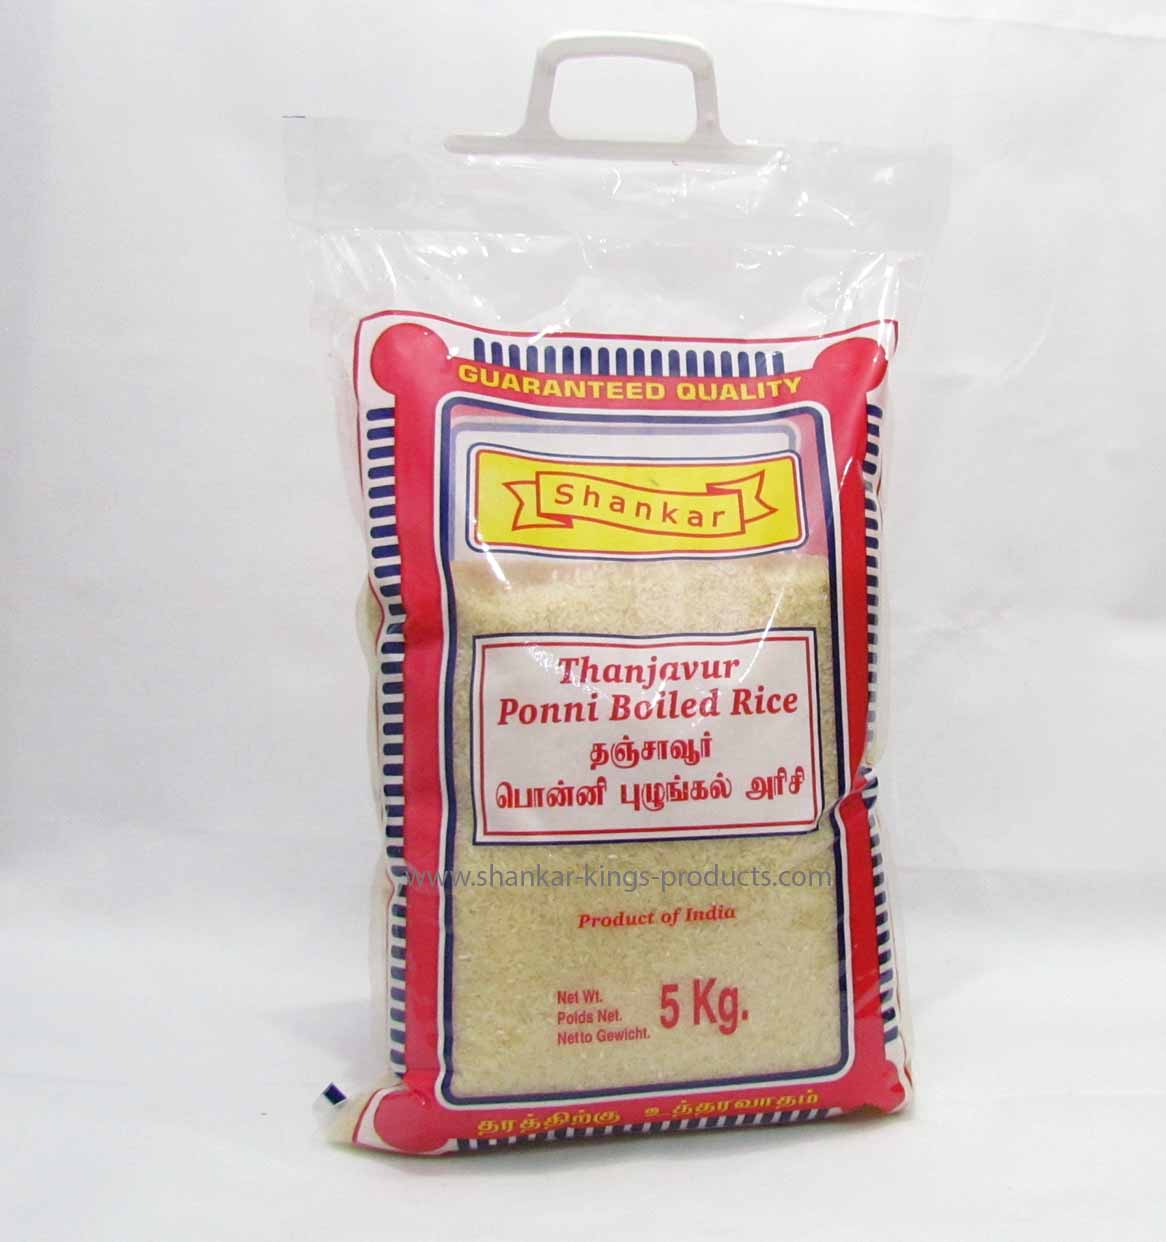 GUARANTEED QUALITY
Shankar
Thanjavur
Ponni Boiled Rice
தஞ்சாவூர்
பொன்னி புழுங்கல் அரிசி
www.shankar-kings-products.com
Product of India
Net Wt.
Polds Net.
Netto Gewicht.
5 Kg.
தரத்திற்கு உத்தரவாதம்